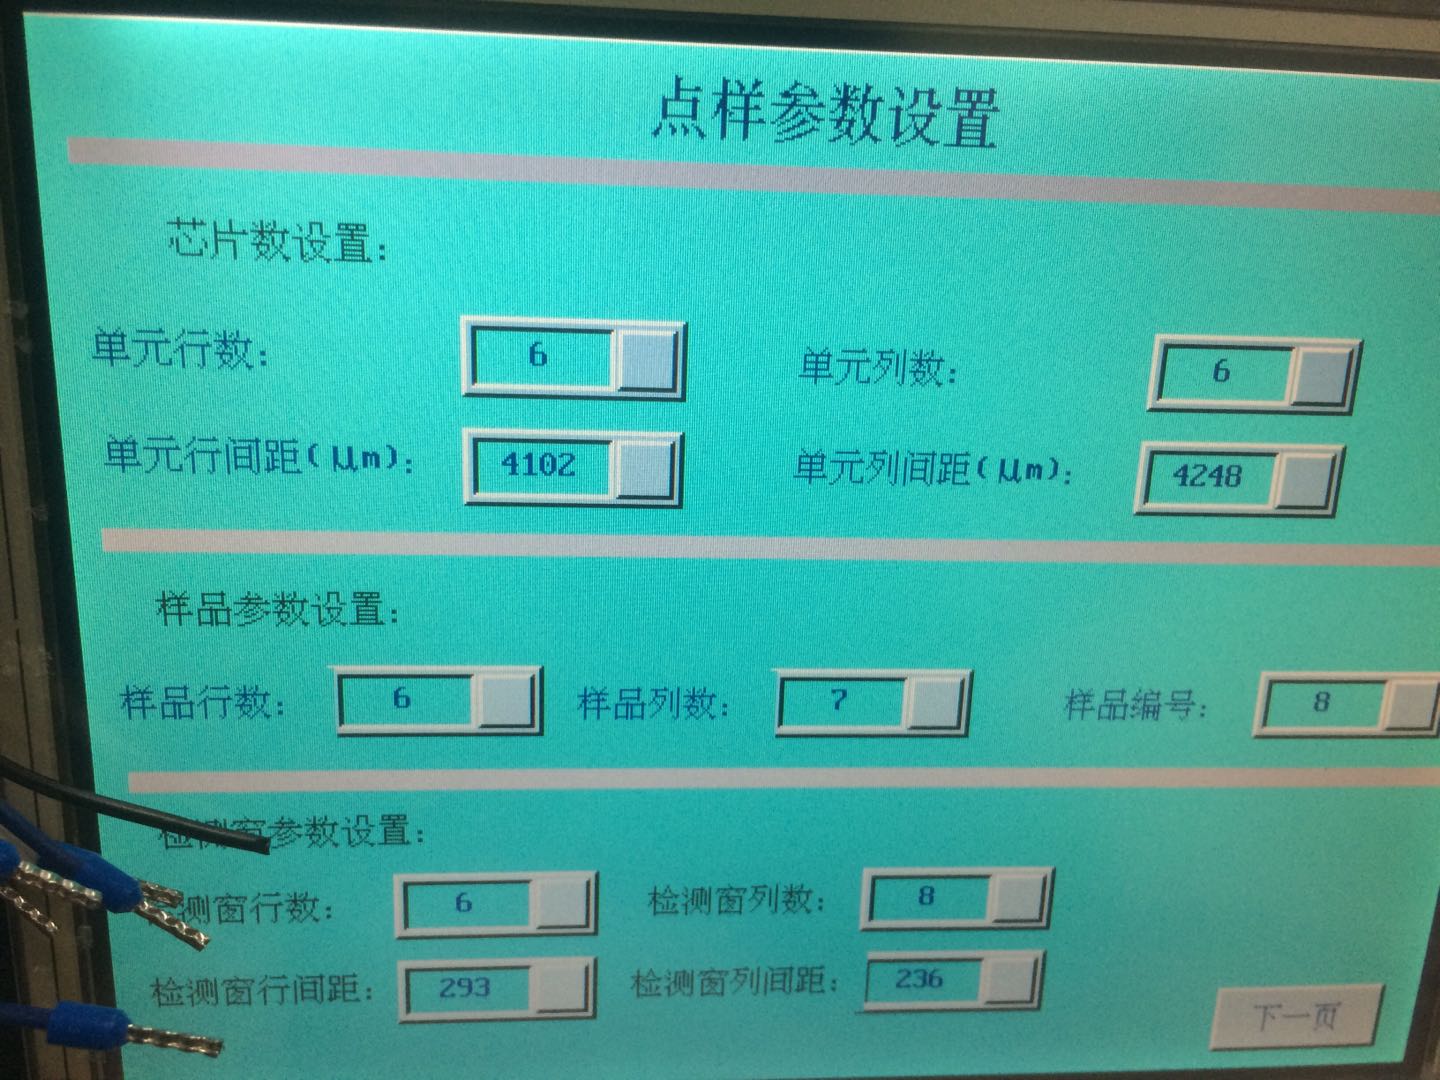 点样参数设置
芯片数设置：
单元行数： 6 单元列数： 6
单元行间距(μm)： 4102 单元列间距(μm)： 4248
样品参数设置：
样品行数： 6 样品列数： 7 样品编号： 8
检测窗参数设置：
检测窗行数： 6 检测窗列数： 8
检测窗行间距： 293 检测窗列间距： 236
下一页